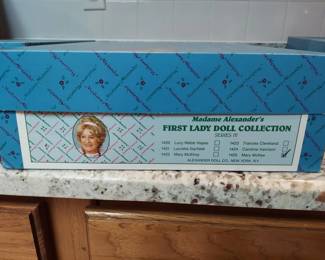 Madame Alexander's
FIRST LADY DOLL COLLECTION
SERIES IV
1420 Lucy Webb Hayes
1423 Frances Cleveland
1421 Lucretia Garfield
1424 Caroline Harrison
1422 Mary McElroy
1425 Mary McKee
ALEXANDER DOLL CO., NEW YORK, N.Y.